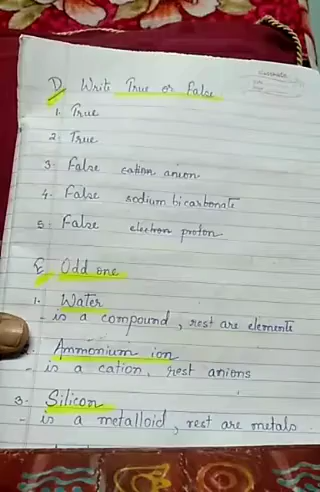 D) Write True or False
1. True
2. True
3. False cation anion
4. False sodium bicarbonate
5. False electron proton
E Odd one
1. Water
- is a compound, rest are elements
Ammonium ion
- is a cation, rest anions
3. Silicon
- is a metalloid, rest are metals.